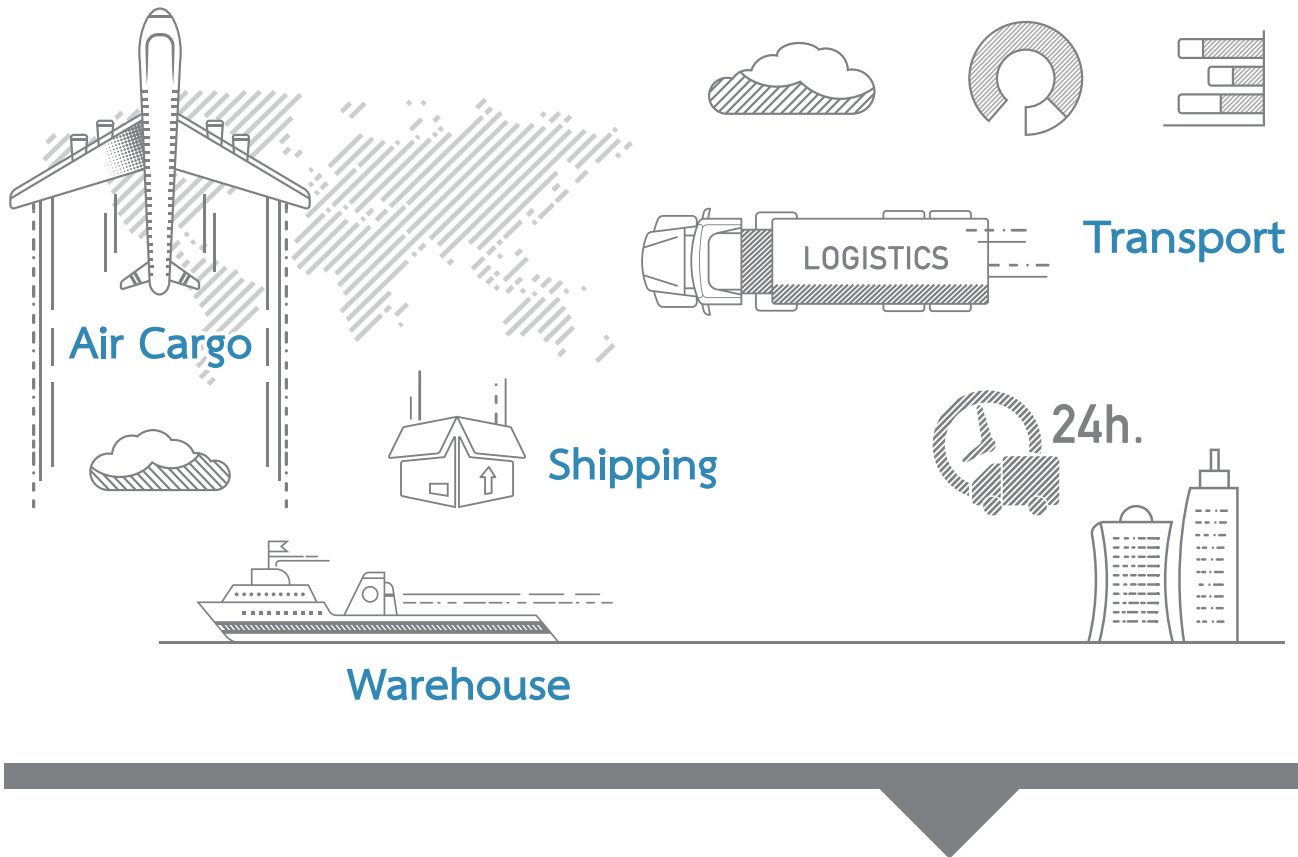 Transport
LOGISTICS
Air Cargo
24h.
Shipping
Warehouse